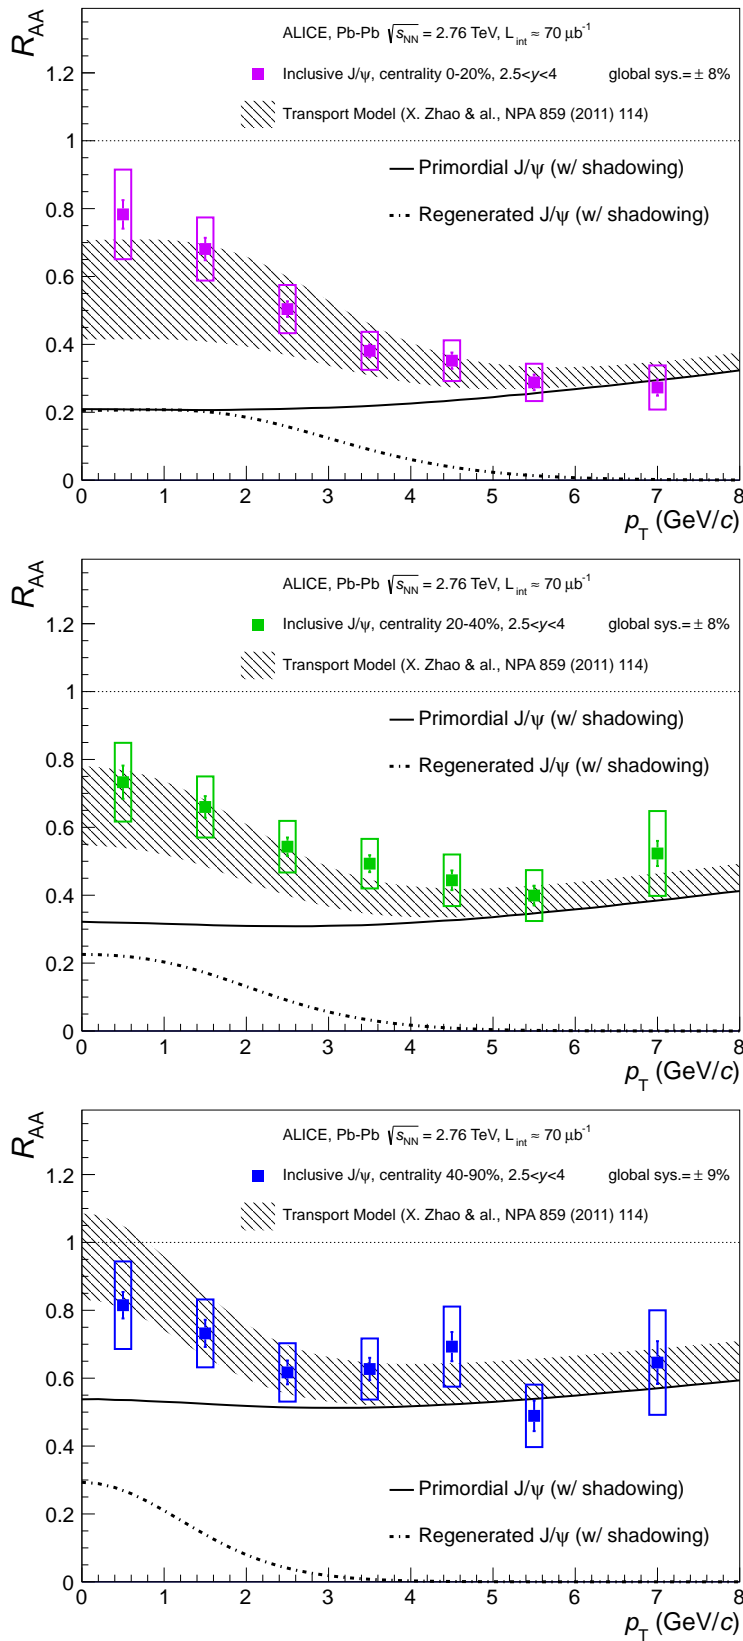 R_AA
ALICE, Pb-Pb √s_NN = 2.76 TeV, L_int ≈ 70 μb⁻¹
Inclusive J/ψ, centrality 0-20%, 2.5<y<4 global sys.= ± 8%
Transport Model (X. Zhao & al., NPA 859 (2011) 114)
Primordial J/ψ (w/ shadowing)
Regenerated J/ψ (w/ shadowing)
1.2
1
0.8
0.6
0.4
0.2
0
0 1 2 3 4 5 6 7 8
p_T (GeV/c)
R_AA
ALICE, Pb-Pb √s_NN = 2.76 TeV, L_int ≈ 70 μb⁻¹
Inclusive J/ψ, centrality 20-40%, 2.5<y<4 global sys.= ± 8%
Transport Model (X. Zhao & al., NPA 859 (2011) 114)
Primordial J/ψ (w/ shadowing)
Regenerated J/ψ (w/ shadowing)
1.2
1
0.8
0.6
0.4
0.2
0
0 1 2 3 4 5 6 7 8
p_T (GeV/c)
R_AA
ALICE, Pb-Pb √s_NN = 2.76 TeV, L_int ≈ 70 μb⁻¹
Inclusive J/ψ, centrality 40-90%, 2.5<y<4 global sys.= ± 9%
Transport Model (X. Zhao & al., NPA 859 (2011) 114)
1.2
1
0.8
0.6
0.4
0.2
0
Primordial J/ψ (w/ shadowing)
Regenerated J/ψ (w/ shadowing)
0 1 2 3 4 5 6 7 8
p_T (GeV/c)